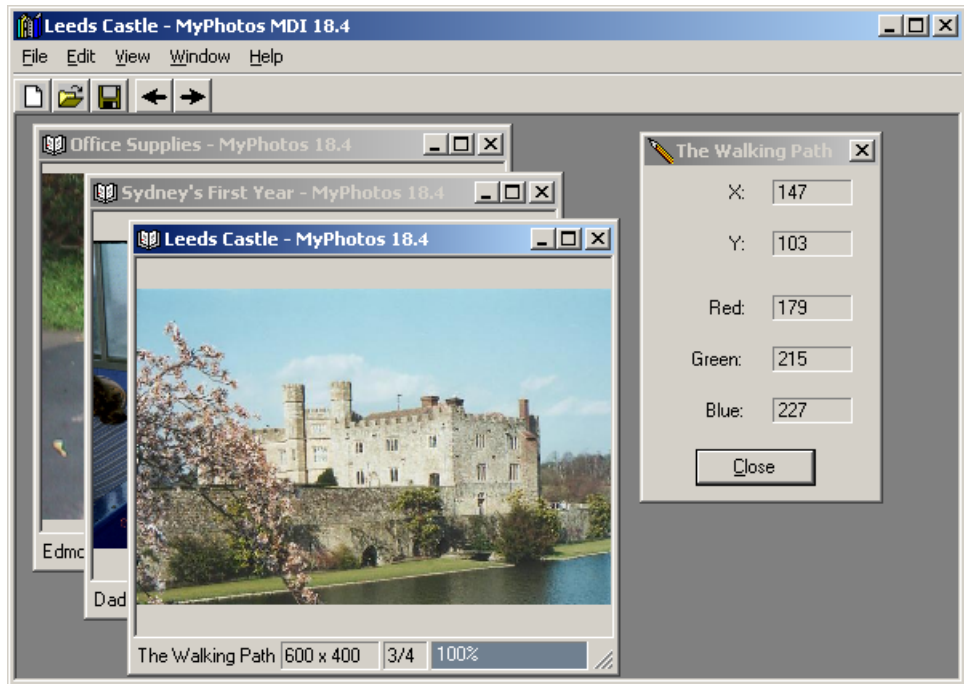 Leeds Castle - MyPhotos MDI 18.4
File Edit View Window Help
Office Supplies - MyPhotos 18.4
Sydney's First Year - MyPhotos 18.4
Leeds Castle - MyPhotos 18.4
Edmo
Dad
The Walking Path 600 x 400 3/4 100%
The Walking Path
X: 147
Y: 103
Red: 179
Green: 215
Blue: 227
Close